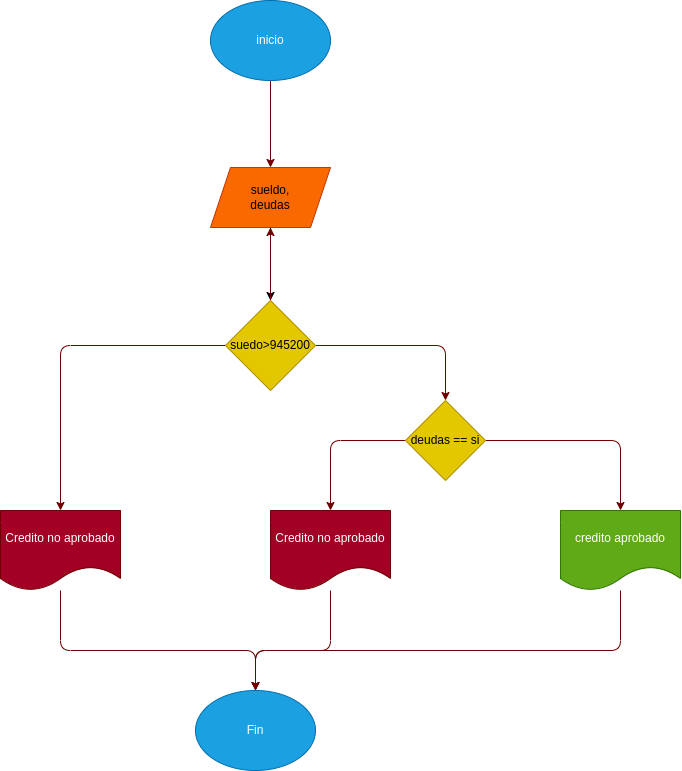 inicio
sueldo,
deudas
suedo>945200
deudas == si
Credito no aprobado
Credito no aprobado
credito aprobado
Fin